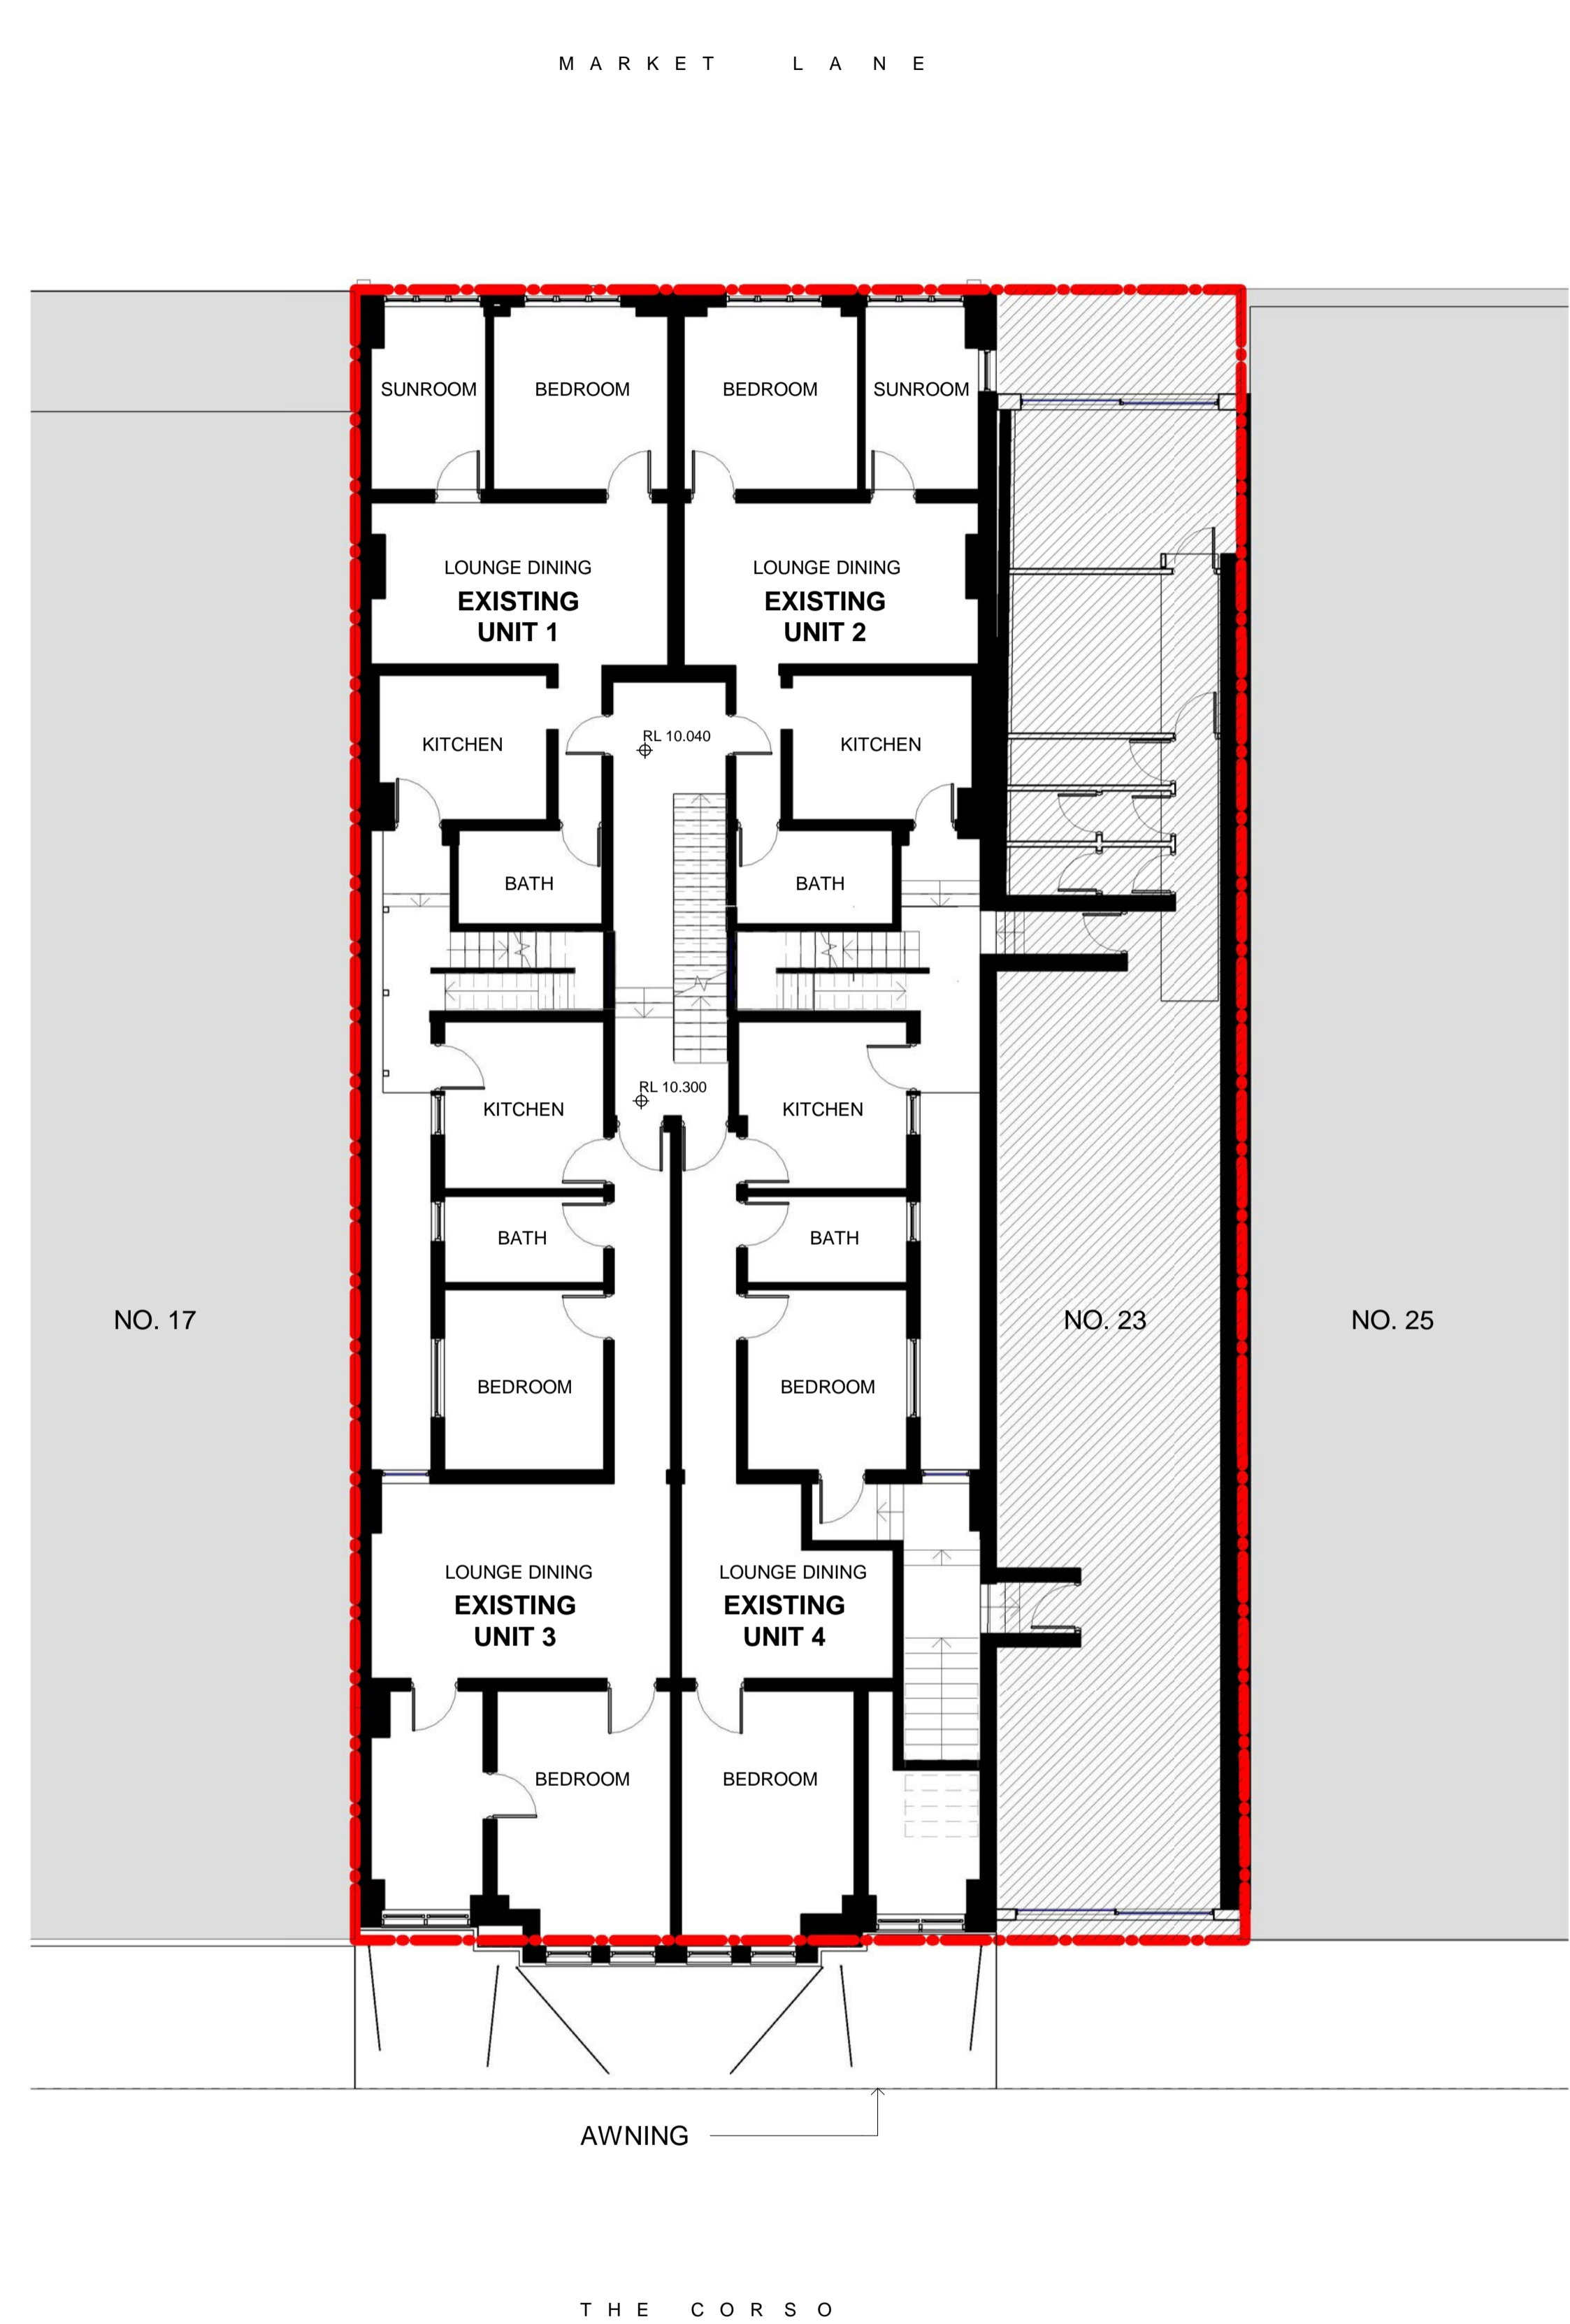 MARKET LANE
SUNROOM
BEDROOM
BEDROOM
SUNROOM
LOUNGE DINING
EXISTING
UNIT 1
LOUNGE DINING
EXISTING
UNIT 2
KITCHEN
RL 10.040
KITCHEN
BATH
BATH
RL 10.300
KITCHEN
KITCHEN
BATH
BATH
NO. 17
NO. 23
NO. 25
BEDROOM
BEDROOM
LOUNGE DINING
EXISTING
UNIT 3
LOUNGE DINING
EXISTING
UNIT 4
BEDROOM
BEDROOM
AWNING
THE CORSO